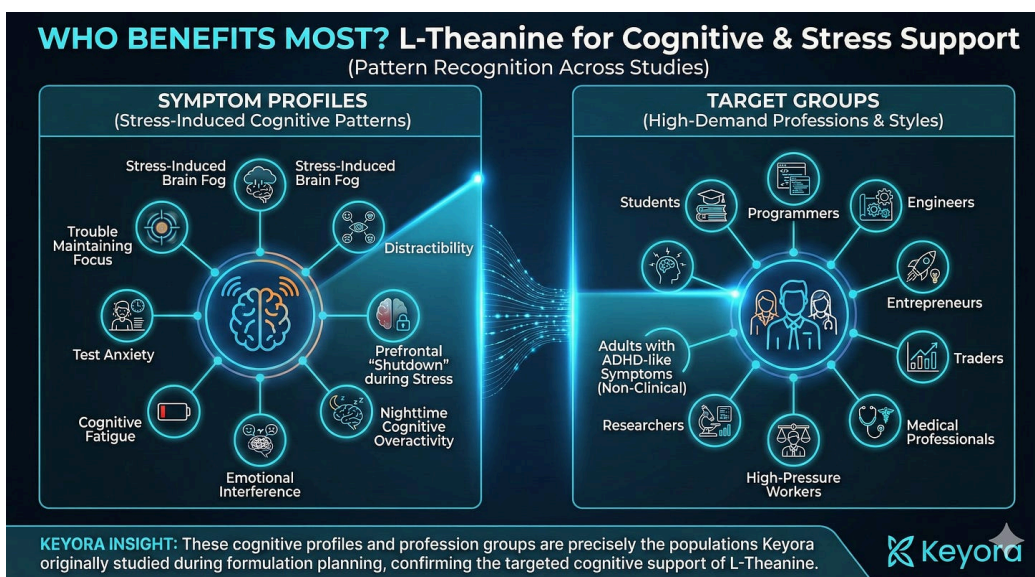 WHO BENEFITS MOST? L-Theanine for Cognitive & Stress Support
(Pattern Recognition Across Studies)
SYMPTOM PROFILES
(Stress-Induced Cognitive Patterns)
Stress-Induced
Brain Fog
Stress-Induced
Brain Fog
Trouble
Maintaining
Focus
Distractibility
Test Anxiety
Prefrontal
"Shutdown"
during Stress
Cognitive
Fatigue
Nighttime
Cognitive
Overactivity
Emotional
Interference
TARGET GROUPS
(High-Demand Professions & Styles)
Students
Programmers
Engineers
Entrepreneurs
Adults with
ADHD-like
Symptoms
(Non-Clinical)
Traders
Researchers
Medical
Professionals
High-Pressure
Workers
KEYORA INSIGHT: These cognitive profiles and profession groups are precisely the populations Keyora
originally studied during formulation planning, confirming the targeted cognitive support of L-Theanine.
Keyora